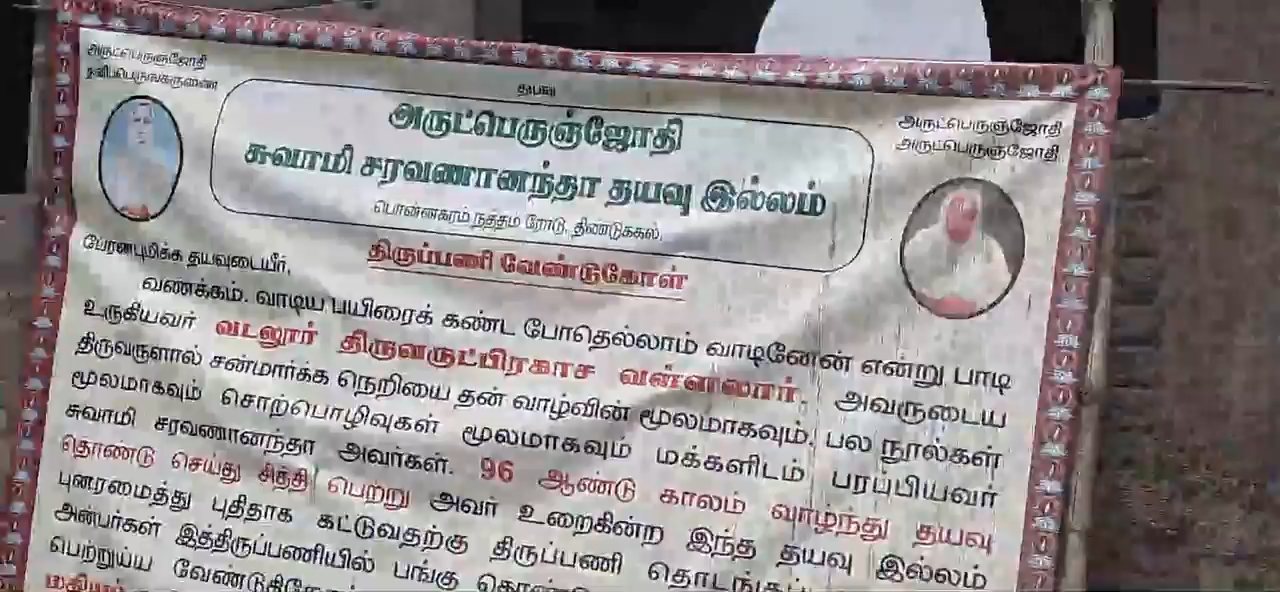 அருட்பெருஞ்ஜோதி
தனிப்பெருங்கருணை
அருட்பெருஞ்ஜோதி
சுவாமி சரவணானந்தா தயவு இல்லம்
பொன்னகரம், நத்தம் ரோடு, திண்டுக்கல்.
அருட்பெருஞ்ஜோதி
அருட்பெருஞ்ஜோதி
திருப்பணி வேண்டுகோள்
பேரன்புமிக்க தயவுடையீர்,
வணக்கம். வாடிய பயிரைக் கண்ட போதெல்லாம் வாடினேன் என்று பாடி
உருகியவர் வடலூர் திருவருட்பிரகாச வள்ளலார். அவருடைய
திருவருளால் சன்மார்க்க நெறியை தன் வாழ்வின் மூலமாகவும், பல நூல்கள்
மூலமாகவும் சொற்பொழிவுகள் மூலமாகவும் மக்களிடம் பரப்பியவர்
சுவாமி சரவணானந்தா அவர்கள். 96 ஆண்டு காலம் வாழ்ந்து தயவு
தொண்டு செய்து சித்தி பெற்று அவர் உறைகின்ற இந்த தயவு இல்லம்
புனரமைத்து புதிதாக கட்டுவதற்கு திருப்பணி
அன்பர்கள் இத்திருப்பணியில் பங்கு
பெற்றுய்ய